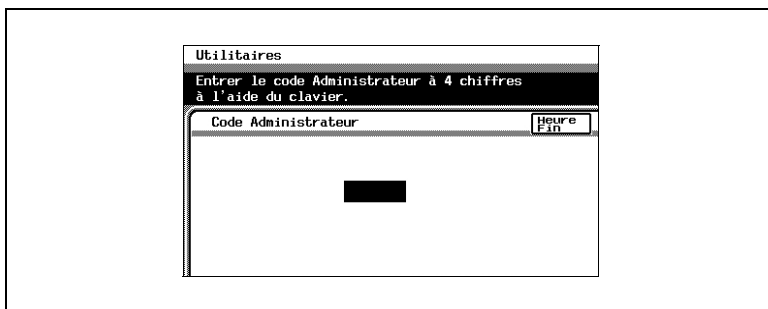 Utilitaires
Entrer le code Administrateur à 4 chiffres
à l'aide du clavier.
Code Administrateur
Heure
Fin